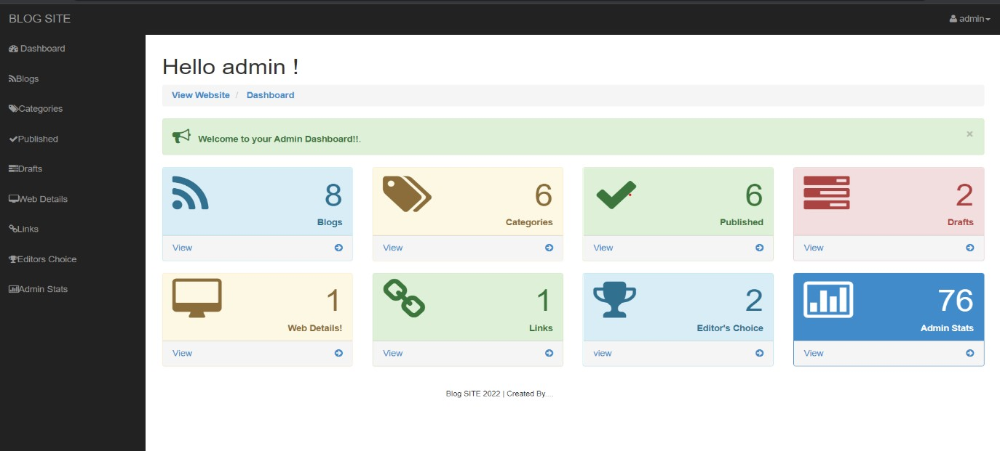 BLOG SITE
admin
Dashboard
Blogs
Categories
Published
Drafts
Web Details
Links
Editors Choice
Admin Stats
Hello admin !
View Website / Dashboard
Welcome to your Admin Dashboard!!.
×
8
Blogs
View
6
Categories
View
6
Published
View
2
Drafts
View
1
Web Details!
View
1
Links
View
2
Editor's Choice
view
76
Admin Stats
View
Blog SITE 2022 | Created By....